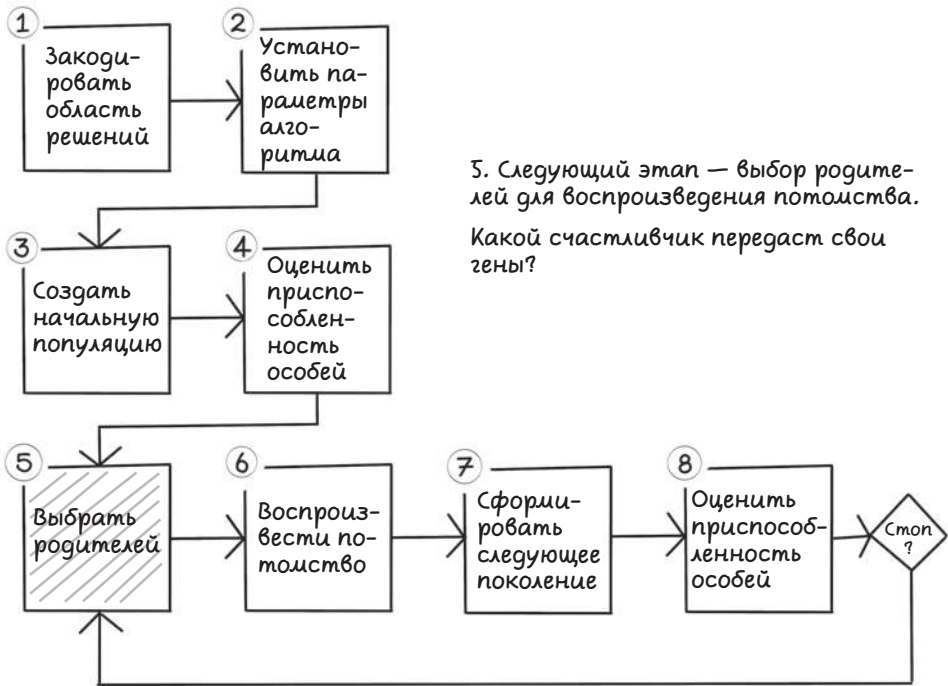 1
Закоди-
ровать
область
решений
2
Устано-
вить па-
раметры
алго-
ритма
5. Следующий этап — выбор родите-
лей для воспроизведения потомства.
Какой счастливчик передаст свои
гены?
3
Создать
начальную
популяцию
4
Оценить
приспо-
соблен-
ность
особей
5
Выбрать
родителей
6
Воспроиз-
вести по-
томство
7
Сформи-
ровать
следующее
поколение
8
Оценить
приспособ-
ленность
особей
Стоп
?